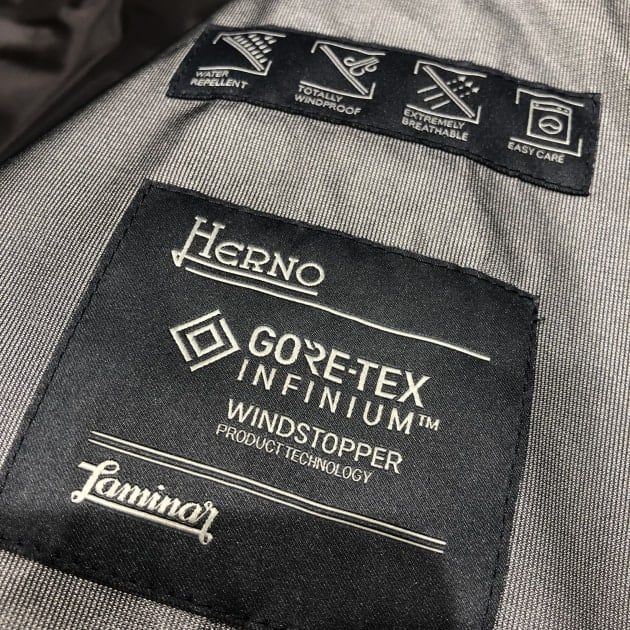 WATER
REPELLENT
TOTALLY
WINDPROOF
EXTREMELY
BREATHABLE
EASY CARE
HERNO
GORE-TEX
INFINIUM™
WINDSTOPPER
PRODUCT TECHNOLOGY
Laminar